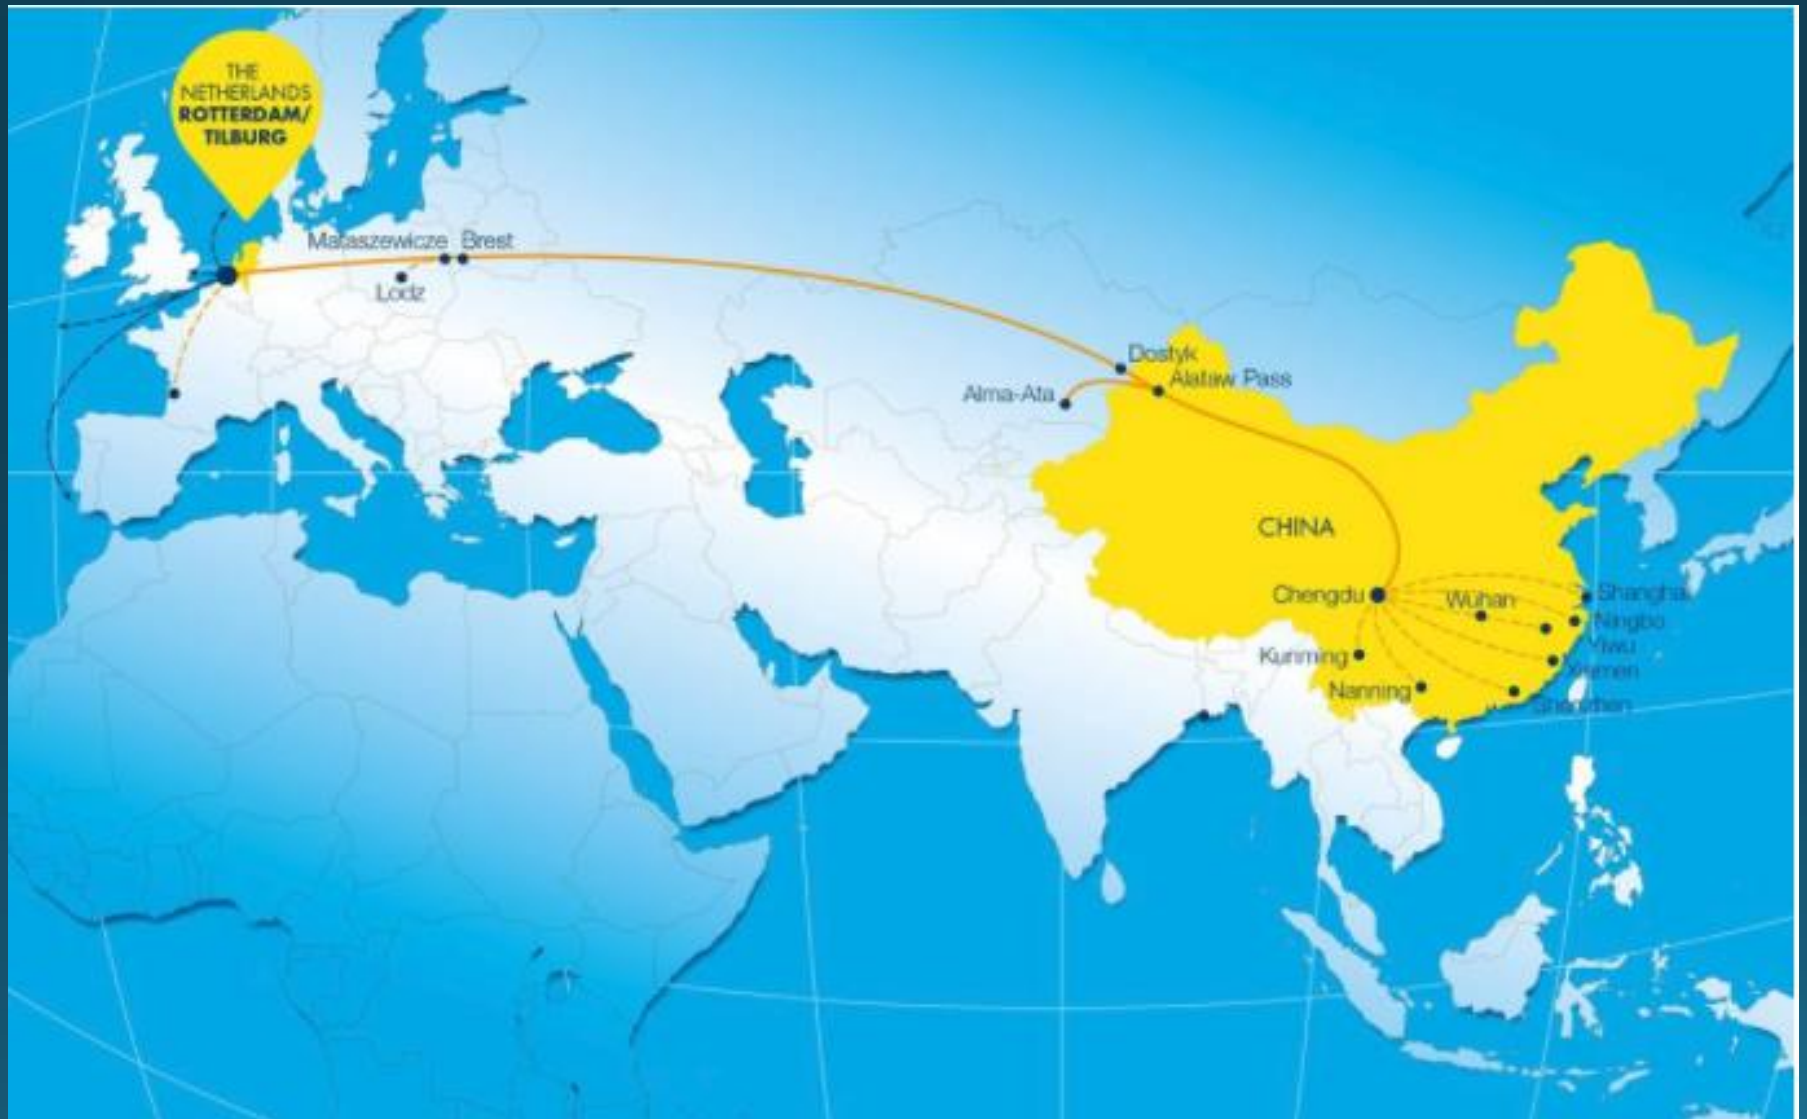 THE
NETHERLANDS
ROTTERDAM/
TILBURG
Mataszewicze
Brest
Lodz
Dostyk
Alataw Pass
Alma-Ata
CHINA
Chengdu
Wuhan
Shanghai
Ningbo
Yiwu
Xiamen
Kunming
Nanning
Shenzhen